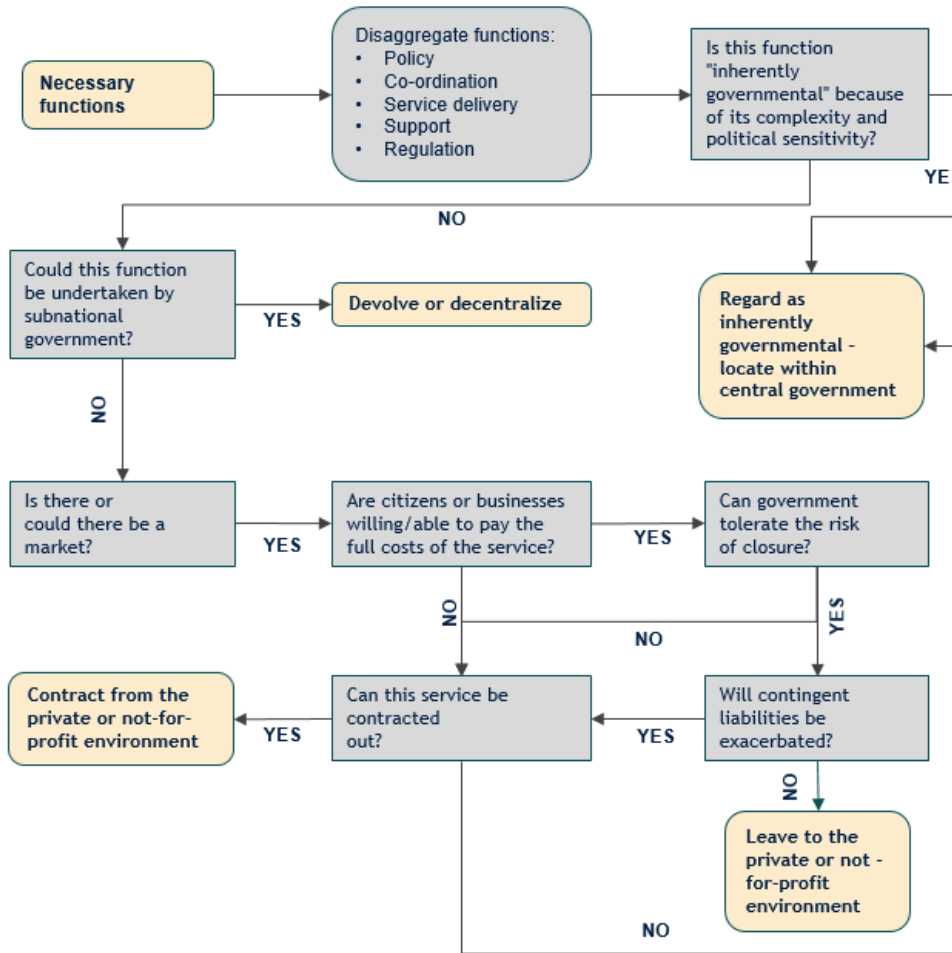 Necessary
functions
Disaggregate functions:
• Policy
• Co-ordination
• Service delivery
• Support
• Regulation
Is this function
"inherently
governmental" because
of its complexity and
political sensitivity?
YE
NO
Could this function
be undertaken by
subnational
government?
YES
Devolve or decentralize
Regard as
inherently
governmental -
locate within
central government
NO
Is there or
could there be a
market?
YES
Are citizens or businesses
willing/able to pay the
full costs of the service?
YES
Can government
tolerate the risk
of closure?
NO
NO
YES
Contract from the
private or not-for-
profit environment
YES
Can this service be
contracted
out?
YES
Will contingent
liabilities be
exacerbated?
NO
Leave to the
private or not -
for-profit
environment
NO